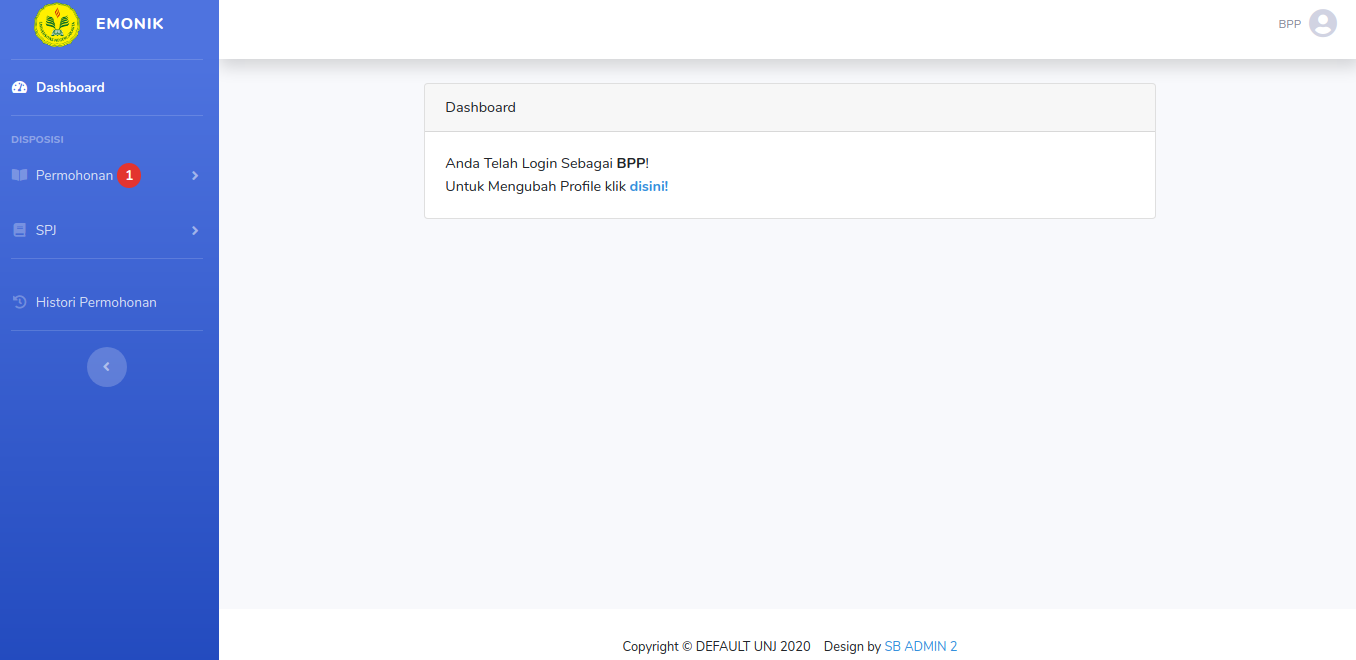 EMONIK
BPP
Dashboard
DISPOSISI
Permohonan 1
SPJ
Histori Permohonan
Dashboard
Anda Telah Login Sebagai BPP!
Untuk Mengubah Profile klik disini!
Copyright © DEFAULT UNJ 2020 Design by SB ADMIN 2